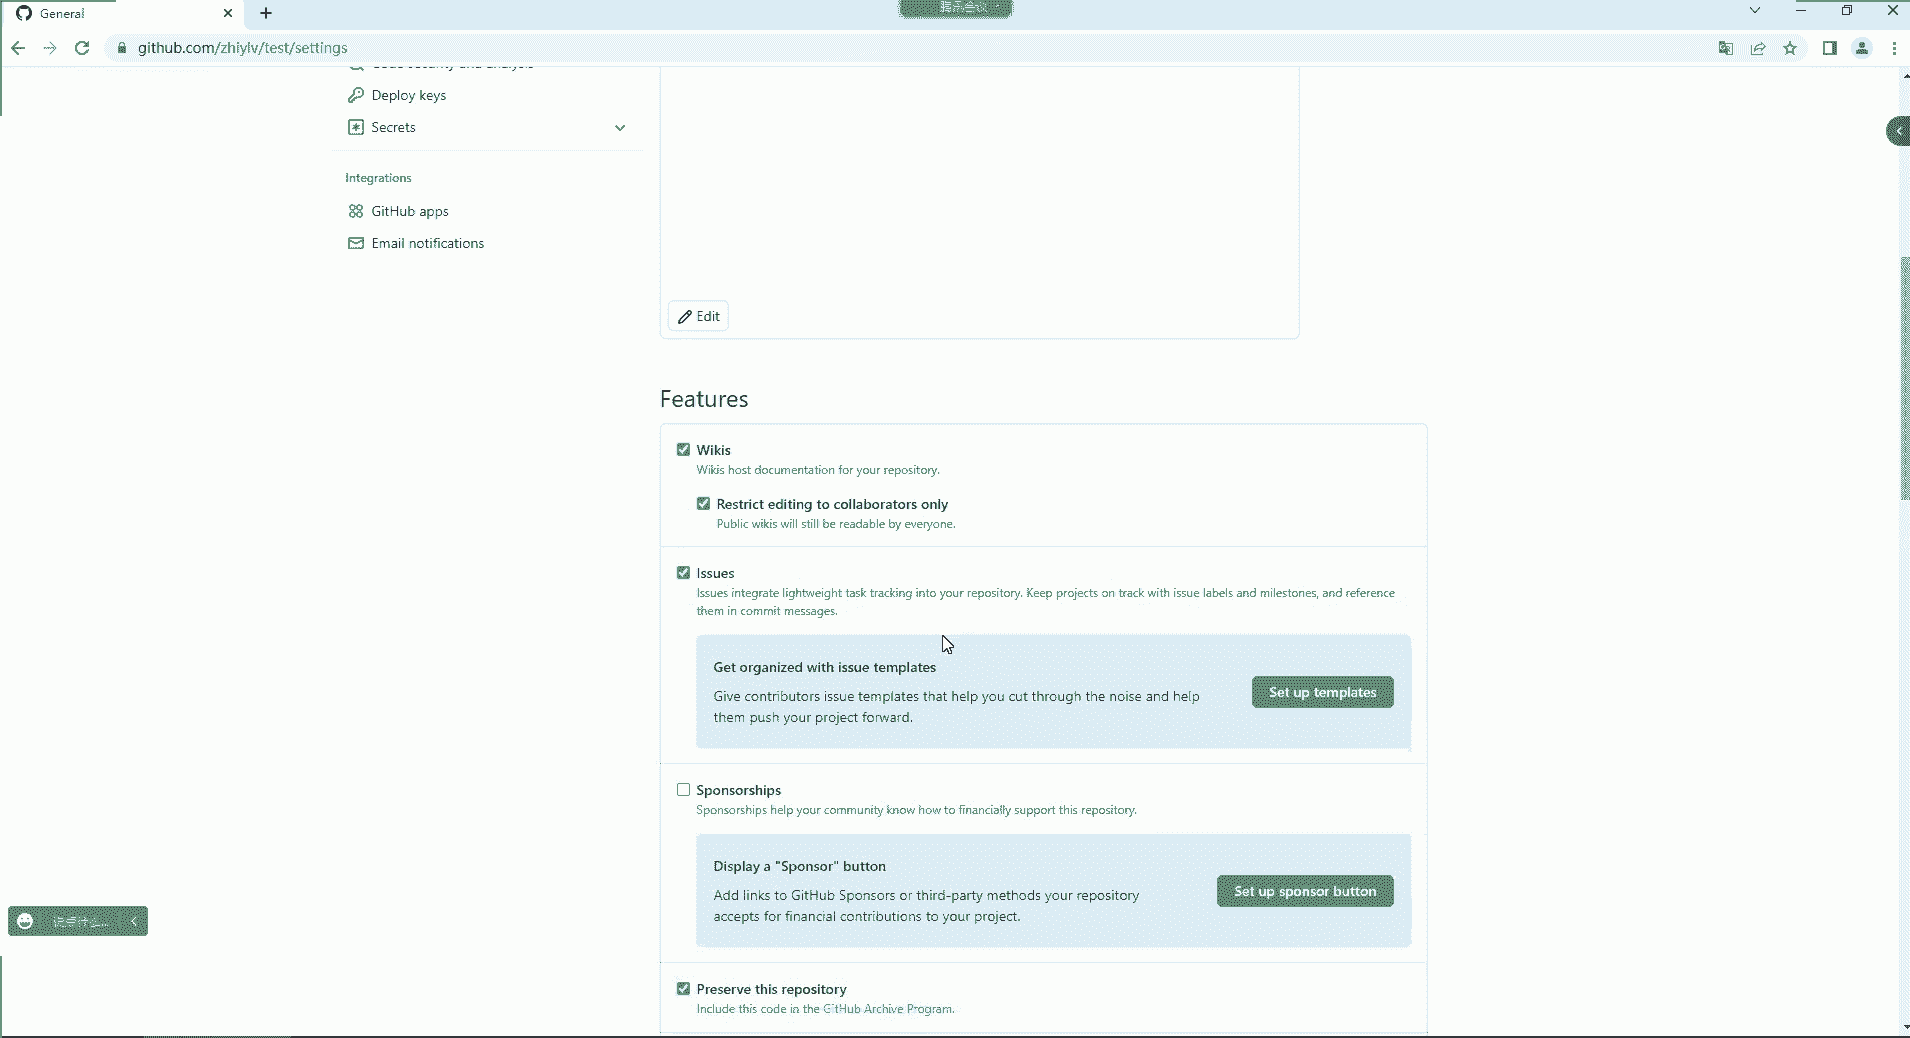 General
github.com/zhiylv/test/settings
Code security and analysis
Deploy keys
Secrets
Integrations
GitHub apps
Email notifications
Edit
Features
Wikis
Wikis host documentation for your repository.
Restrict editing to collaborators only
Public wikis will still be readable by everyone.
Issues
Issues integrate lightweight task tracking into your repository. Keep projects on track with issue labels and milestones, and reference
them in commit messages.
Get organized with issue templates
Give contributors issue templates that help you cut through the noise and help
them push your project forward.
Set up templates
Sponsorships
Sponsorships help your community know how to financially support this repository.
Display a "Sponsor" button
Add links to GitHub Sponsors or third-party methods your repository
accepts for financial contributions to your project.
Set up sponsor button
Preserve this repository
Include this code in the GitHub Archive Program.